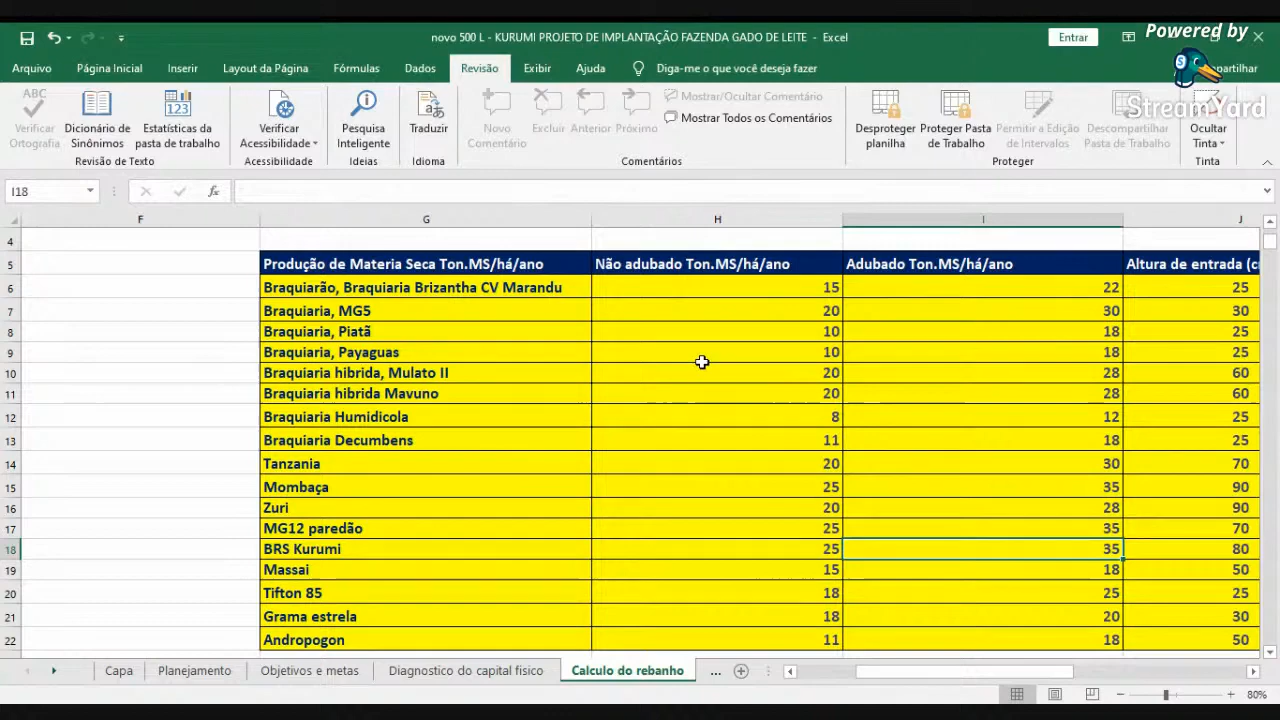 Powered by
StreamYard
novo 500 L - KURUMI PROJETO DE IMPLANTAÇÃO FAZENDA GADO DE LEITE - Excel
Entrar
Arquivo Página Inicial Inserir Layout da Página Fórmulas Dados Revisão Exibir Ajuda Diga-me o que você deseja fazer
Verificar Ortografia
Dicionário de Sinônimos
Estatísticas da pasta de trabalho
Revisão de Texto
Verificar Acessibilidade
Acessibilidade
Pesquisa Inteligente
Ideias
Traduzir
Idioma
Novo Comentário
Excluir Anterior Próximo
Mostrar/Ocultar Comentário
Mostrar Todos os Comentários
Comentários
Desproteger planilha
Proteger Pasta de Trabalho
Permitir a Edição de Intervalos
Descompartilhar Pasta de Trabalho
Proteger
Ocultar Tinta
Tinta
I18 fx
F G H I J
4
5 Produção de Materia Seca Ton.MS/há/ano Não adubado Ton.MS/há/ano Adubado Ton.MS/há/ano Altura de entrada (c
6 Braquiarão, Braquiaria Brizantha CV Marandu 15 22 25
7 Braquiaria, MG5 20 30 30
8 Braquiaria, Piatã 10 18 25
9 Braquiaria, Payaguas 10 18 25
10 Braquiaria hibrida, Mulato II 20 28 60
11 Braquiaria hibrida Mavuno 20 28 60
12 Braquiaria Humidicola 8 12 25
13 Braquiaria Decumbens 11 18 25
14 Tanzania 20 30 70
15 Mombaça 25 35 90
16 Zuri 20 28 90
17 MG12 paredão 25 35 70
18 BRS Kurumi 25 35 80
19 Massai 15 18 50
20 Tifton 85 18 25 25
21 Grama estrela 18 20 30
22 Andropogon 11 18 50
Capa Planejamento Objetivos e metas Diagnostico do capital fisico Calculo do rebanho ...
80%